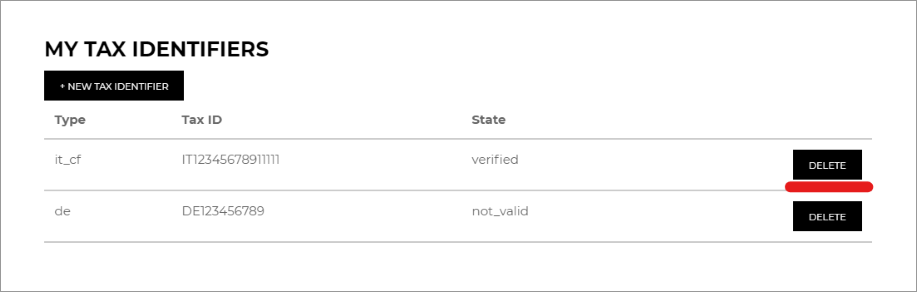 MY TAX IDENTIFIERS
+ NEW TAX IDENTIFIER
Type Tax ID State
it_cf IT12345678911111 verified DELETE
de DE123456789 not_valid DELETE